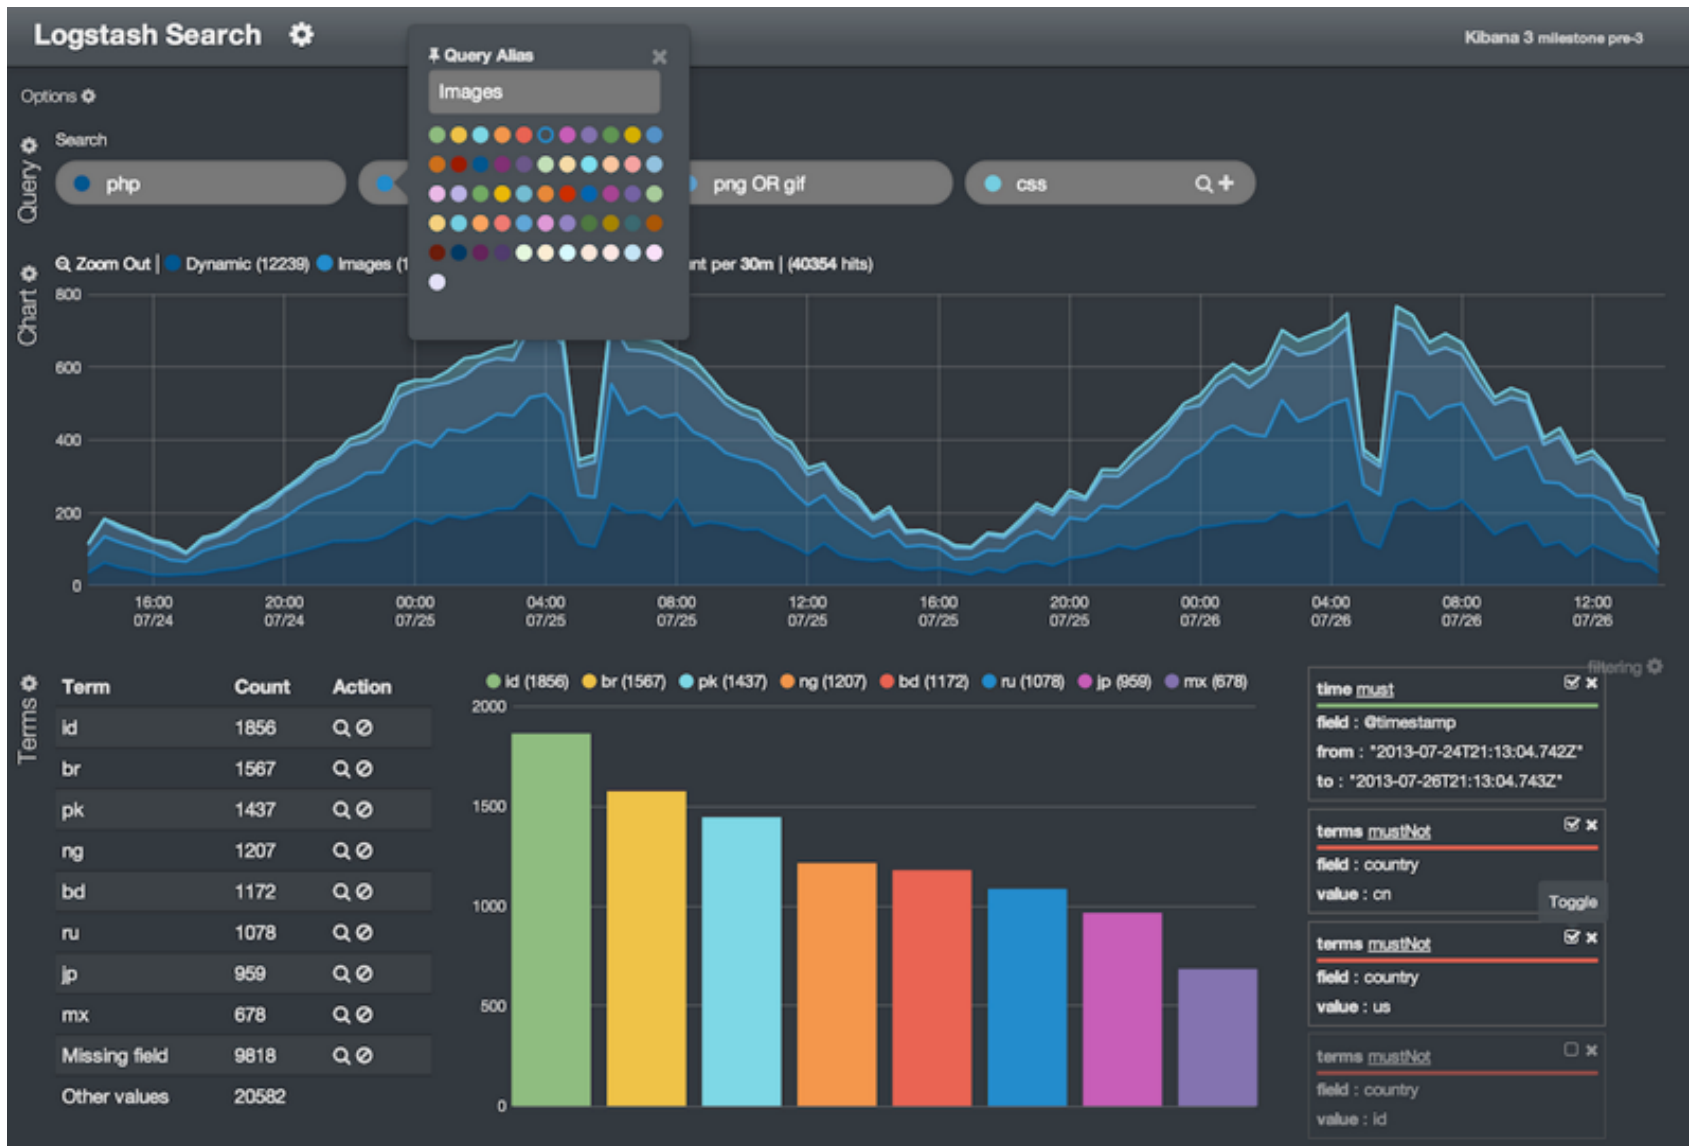 Logstash Search
Kibana 3 milestone pre-3
Query Alias
Images
Options
Query
Search
php
png OR gif
css
Chart
Zoom Out | Dynamic (12239) Images (1
per 30m | (40354 hits)
800
600
400
200
0
16:00 20:00 00:00 04:00 08:00 12:00 16:00 20:00 00:00 04:00 08:00 12:00
07/24 07/24 07/25 07/25 07/25 07/25 07/25 07/25 07/26 07/26 07/26 07/26
Terms
Term Count Action
id 1856
br 1567
pk 1437
ng 1207
bd 1172
ru 1078
jp 959
mx 678
Missing field 9818
Other values 20582
id (1856) br (1567) pk (1437) ng (1207) bd (1172) ru (1078) jp (959) mx (678)
2000
1500
1000
500
0
filtering
time must
field : @timestamp
from : "2013-07-24T21:13:04.742Z"
to : "2013-07-26T21:13:04.743Z"
terms mustNot
field : country
value : cn
Toggle
terms mustNot
field : country
value : us
terms mustNot
field : country
value : id